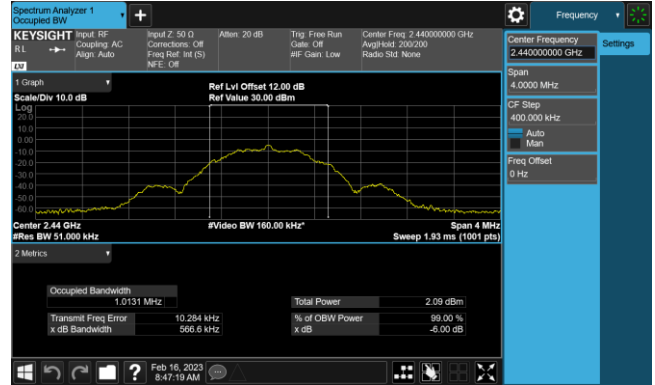 Spectrum Analyzer 1
Occupied BW
Frequency
KEYSIGHT
Input: RF
Input Z: 50 Ω
Atten: 20 dB
Trig: Free Run
Center Freq: 2.440000000 GHz
RL
Coupling: AC
Corrections: Off
Gate: Off
Avg|Hold: 200/200
Align: Auto
Freq Ref: Int (S)
#IF Gain: Low
Radio Std: None
LXI
NFE: Off
Center Frequency
2.440000000 GHz
Settings
Span
4.0000 MHz
CF Step
400.000 kHz
Auto
Man
Freq Offset
0 Hz
1 Graph
Ref Lvl Offset 12.00 dB
Scale/Div 10.0 dB
Ref Value 30.00 dBm
Log
20.0
10.0
0.00
-10.0
-20.0
-30.0
-40.0
-50.0
-60.0
Center 2.44 GHz
#Video BW 160.00 kHz*
Span 4 MHz
#Res BW 51.000 kHz
Sweep 1.93 ms (1001 pts)
2 Metrics
Occupied Bandwidth
1.0131 MHz
Total Power
2.09 dBm
Transmit Freq Error
10.284 kHz
% of OBW Power
99.00 %
x dB Bandwidth
566.6 kHz
x dB
-6.00 dB
?
Feb 16, 2023
8:47:19 AM